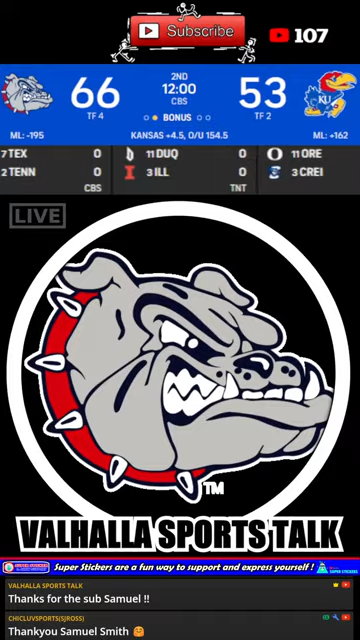 Subscribe
107
66
TF 4
2ND
12:00
CBS
BONUS
53
TF 2
KU
ML: -195
KANSAS +4.5, O/U 154.5
ML: +162
7 TEX 0
11 DUQ 0
11 ORE
2 TENN 0
3 ILL 0
3 CREI
CBS
TNT
LIVE
TM
VALHALLA SPORTS TALK
Super Stickers are a fun way to support and express yourself !
SUPER STICKERS
VALHALLA SPORTS TALK
Thanks for the sub Samuel !!
CHICLUVSPORTS(SJROSS)
Thankyou Samuel Smith 🤗